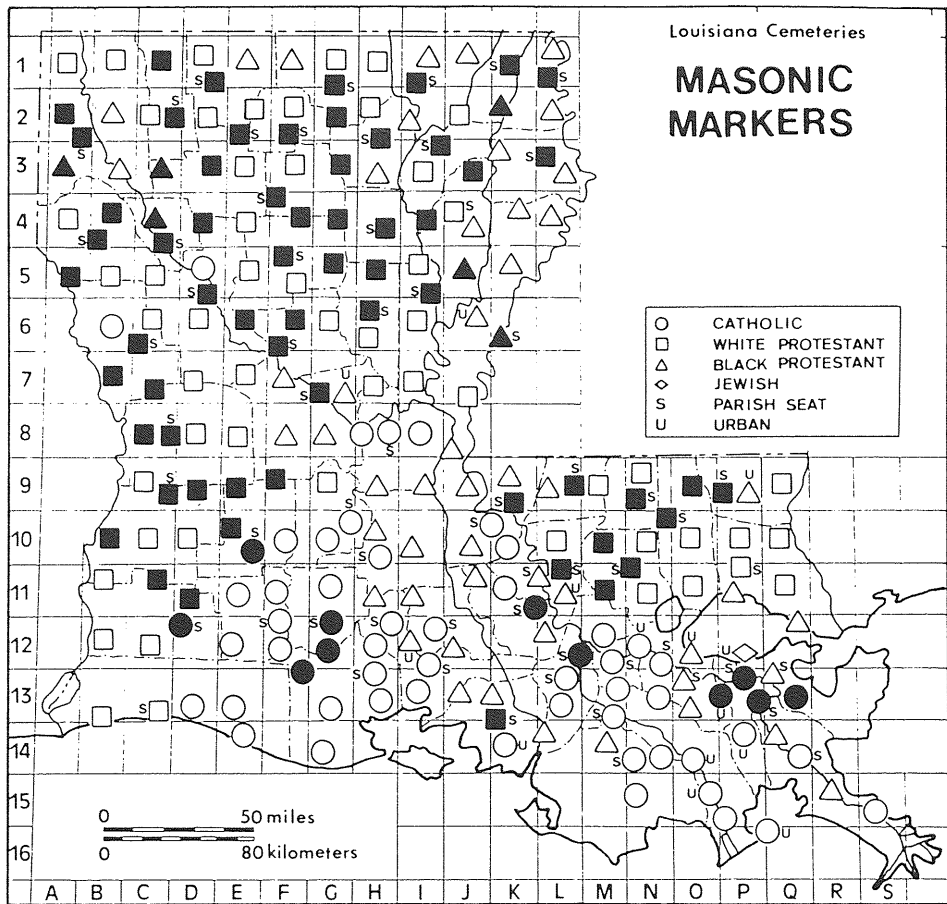 Louisiana Cemeteries
MASONIC
MARKERS
CATHOLIC
WHITE PROTESTANT
BLACK PROTESTANT
JEWISH
S PARISH SEAT
U URBAN
1
2
3
4
5
6
7
8
9
10
11
12
13
14
15
16
0 50 miles
0 80 kilometers
A B C D E F G H I J K L M N O P Q R S